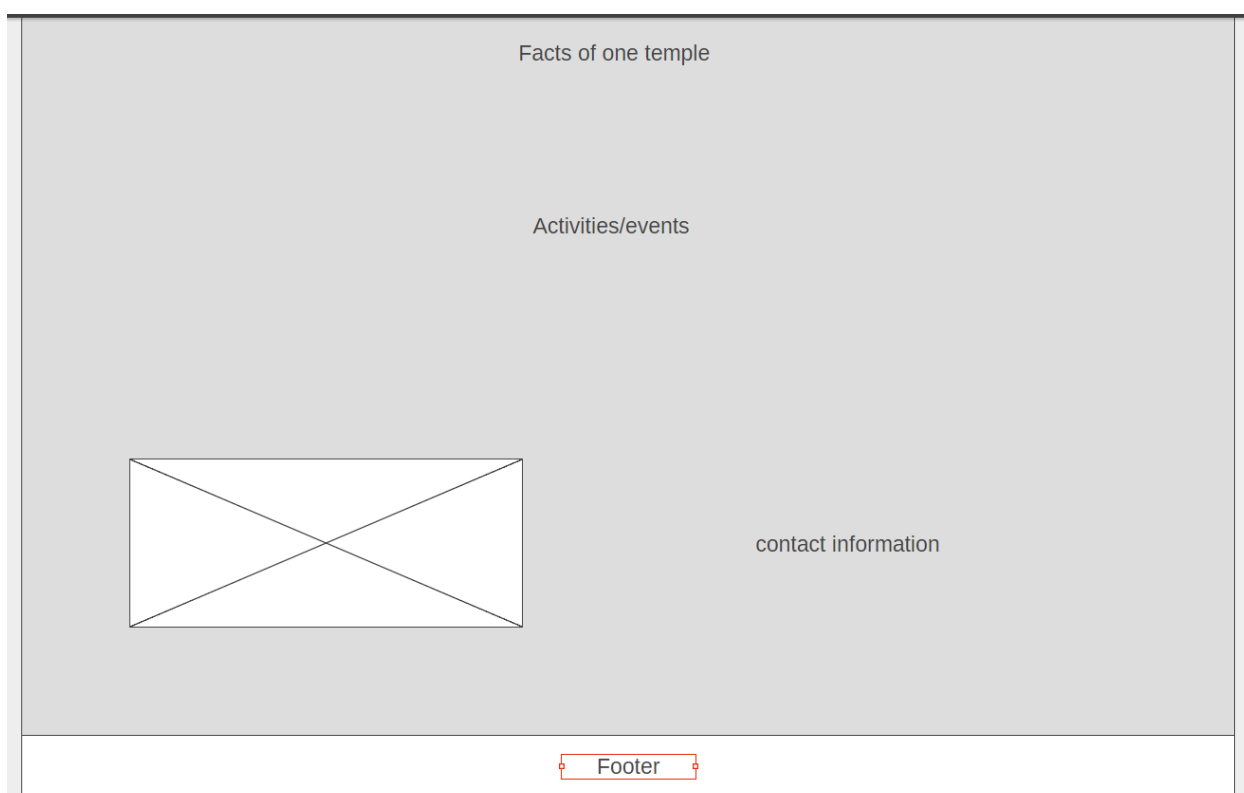 Facts of one temple
Activities/events
contact information
Footer